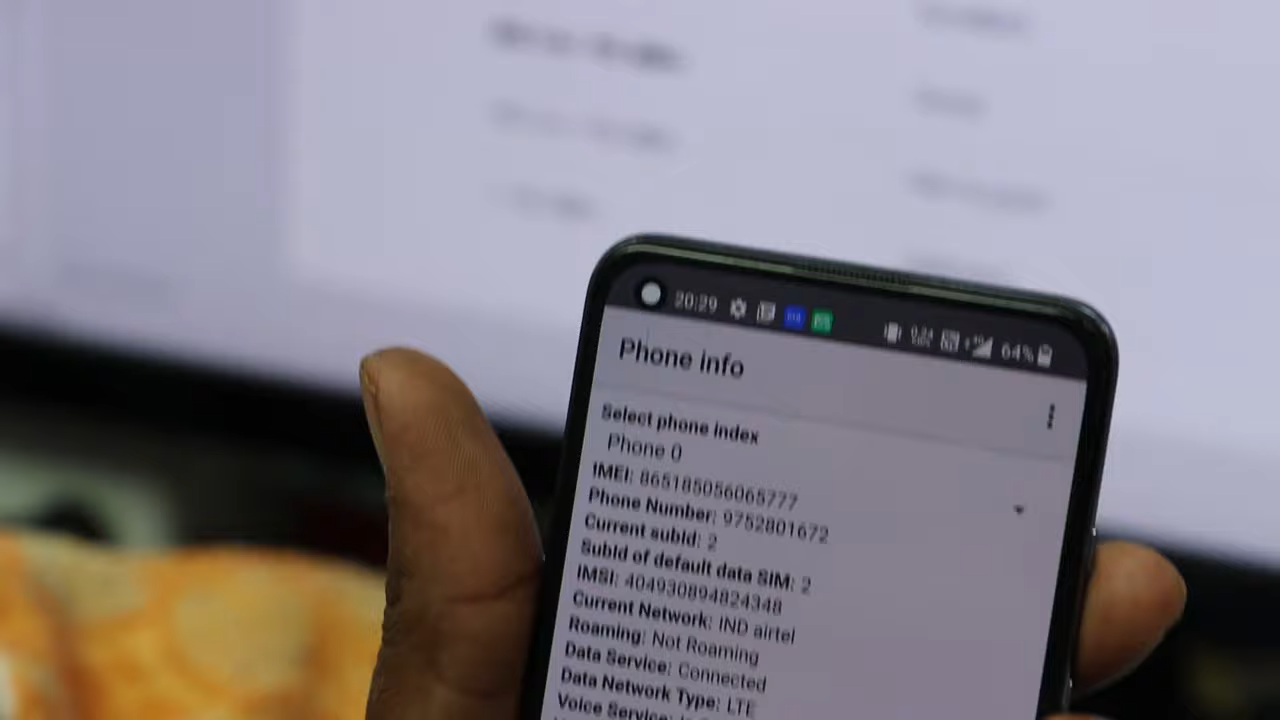 20:29
64%
Phone info
Select phone index
Phone 0
IMEI: 865185056065777
Phone Number: 9752801672
Current subId: 2
SubId of default data SIM: 2
IMSI: 404930894824348
Current Network: IND airtel
Roaming: Not Roaming
Data Service: Connected
Data Network Type: LTE
Voice Service: